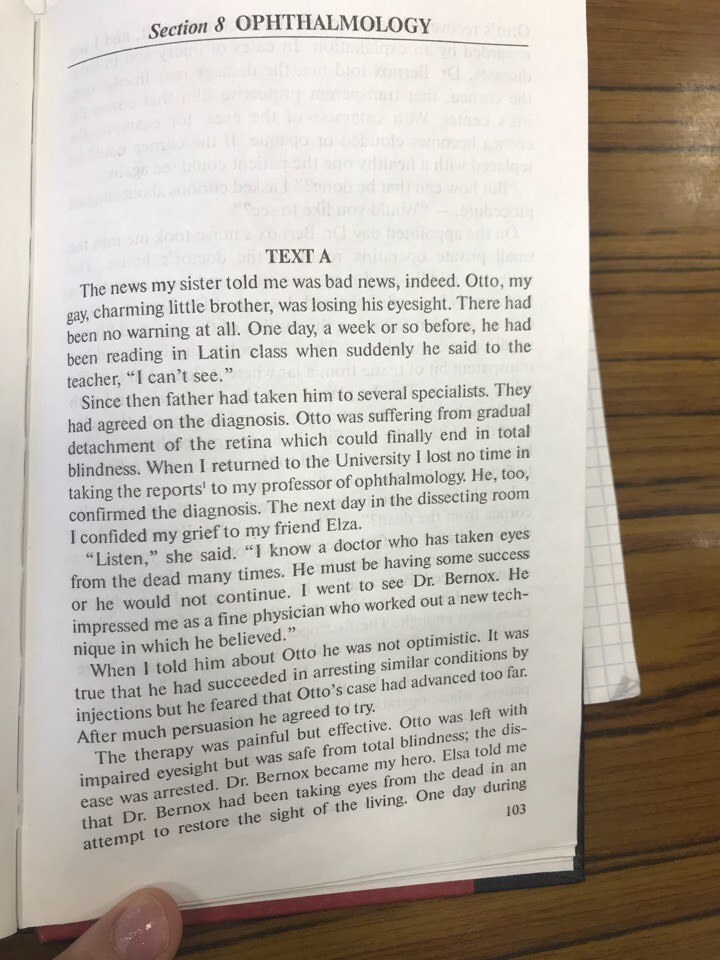 Section 8 OPHTHALMOLOGY
TEXT A
The news my sister told me was bad news, indeed. Otto, my
gay, charming little brother, was losing his eyesight. There had
been no warning at all. One day, a week or so before, he had
been reading in Latin class when suddenly he said to the
teacher, “I can’t see.”
Since then father had taken him to several specialists. They
had agreed on the diagnosis. Otto was suffering from gradual
detachment of the retina which could finally end in total
blindness. When I returned to the University I lost no time in
taking the reports¹ to my professor of ophthalmology. He, too,
confirmed the diagnosis. The next day in the dissecting room
I confided my grief to my friend Elza.
“Listen,” she said. “I know a doctor who has taken eyes
from the dead many times. He must be having some success
or he would not continue. I went to see Dr. Bernox. He
impressed me as a fine physician who worked out a new tech-
nique in which he believed.”
When I told him about Otto he was not optimistic. It was
true that he had succeeded in arresting similar conditions by
injections but he feared that Otto’s case had advanced too far.
After much persuasion he agreed to try.
The therapy was painful but effective. Otto was left with
impaired eyesight but was safe from total blindness; the dis-
ease was arrested. Dr. Bernox became my hero. Elsa told me
that Dr. Bernox had been taking eyes from the dead in an
attempt to restore the sight of the living. One day during
103